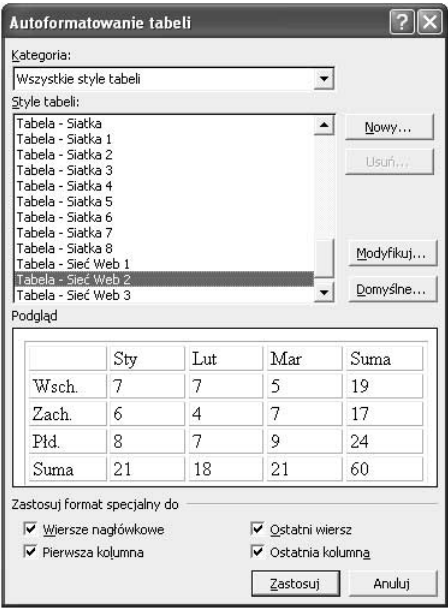 Autoformatowanie tabeli
Kategoria:
Wszystkie style tabeli
Style tabeli:
Tabela - Siatka
Tabela - Siatka 1
Tabela - Siatka 2
Tabela - Siatka 3
Tabela - Siatka 4
Tabela - Siatka 5
Tabela - Siatka 6
Tabela - Siatka 7
Tabela - Siatka 8
Tabela - Sieć Web 1
Tabela - Sieć Web 2
Tabela - Sieć Web 3
Nowy...
Usuń...
Modyfikuj...
Domyślne...
Podgląd
Sty Lut Mar Suma
Wsch. 7 7 5 19
Zach. 6 4 7 17
Płd. 8 7 9 24
Suma 21 18 21 60
Zastosuj format specjalny do
Wiersze nagłówkowe
Ostatni wiersz
Pierwsza kolumna
Ostatnia kolumna
Zastosuj
Anuluj